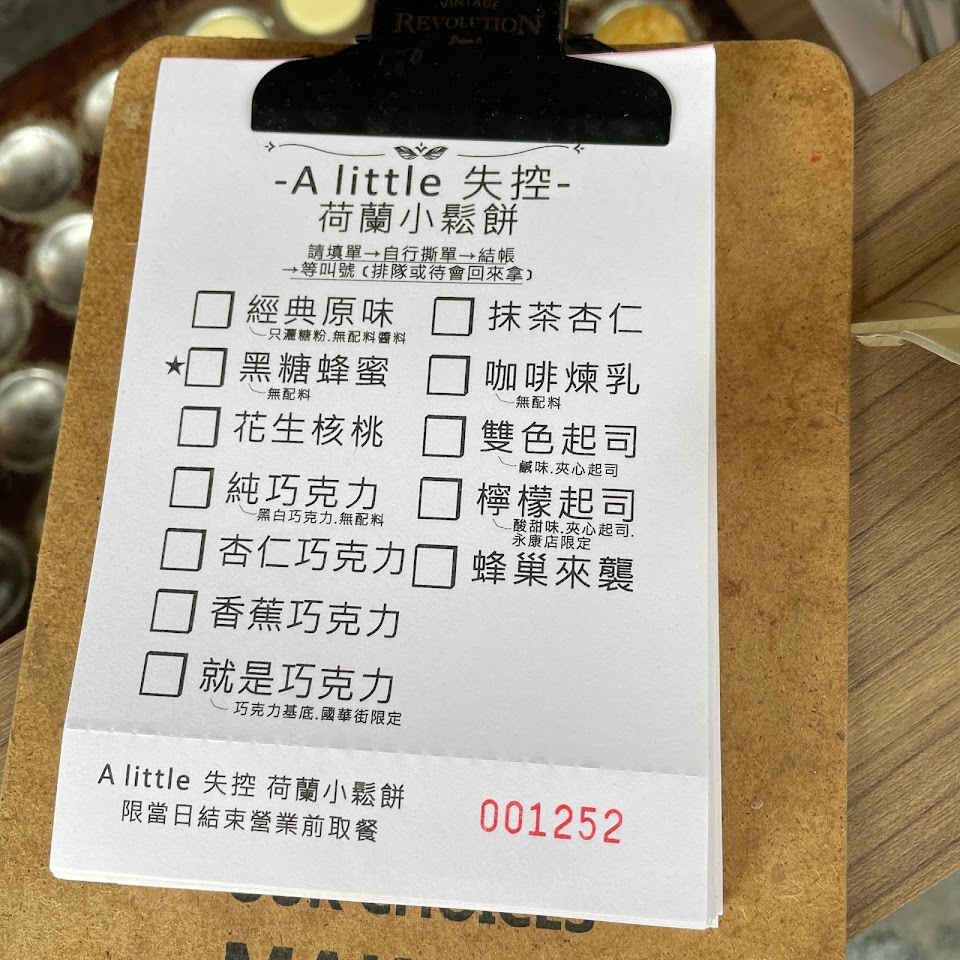 VINTAGE
REVOLUTION
-A little 失控-
荷蘭小鬆餅
請填單→自行撕單→結帳
→等叫號(排隊或待會回來拿)
經典原味
只灑糖粉.無配料醬料
★黑糖蜂蜜
無配料
花生核桃
純巧克力
黑白巧克力.無配料
杏仁巧克力
香蕉巧克力
就是巧克力
巧克力基底.國華街限定
抹茶杏仁
咖啡煉乳
無配料
雙色起司
鹹味.夾心起司
檸檬起司
酸甜味.夾心起司.
永康店限定
蜂巢來襲
A little 失控 荷蘭小鬆餅
限當日結束營業前取餐
001252
OUR CHOICES